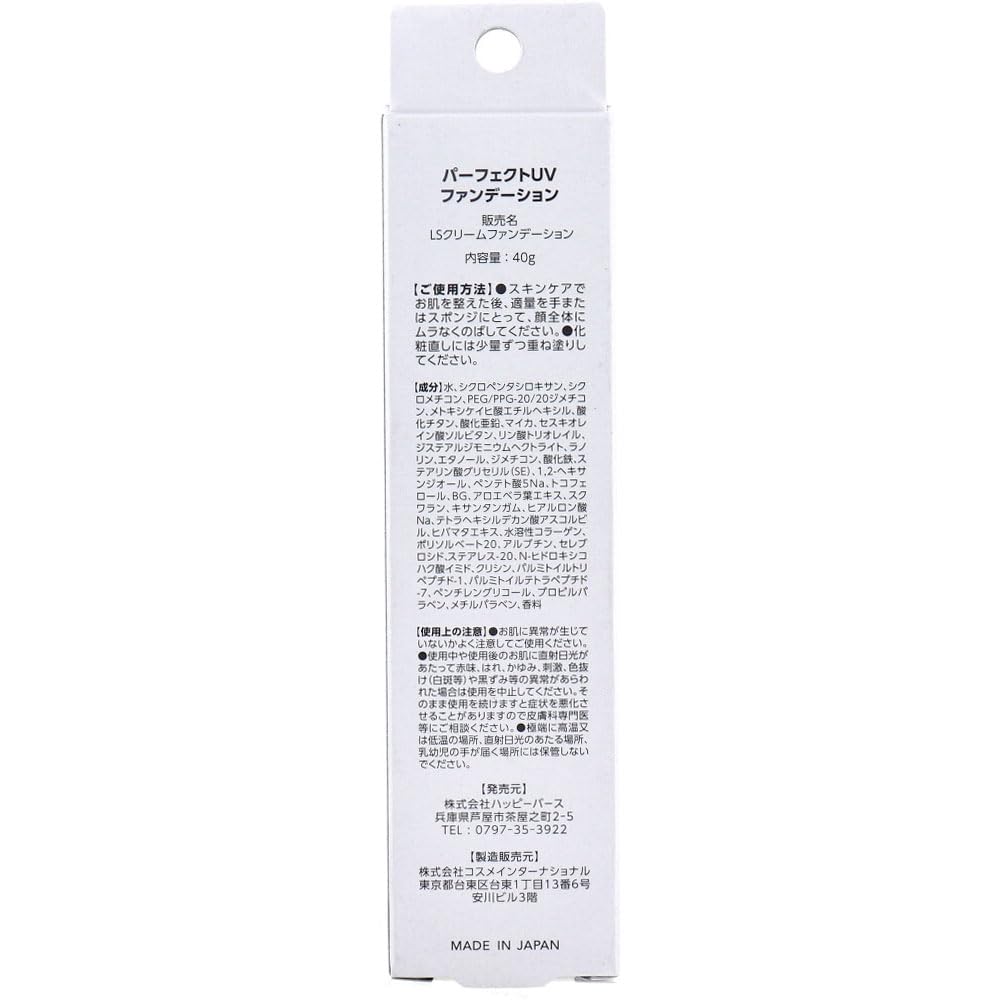 パーフェクトUV
ファンデーション
販売名
LSクリームファンデーション
内容量：40g
【ご使用方法】●スキンケアで
お肌を整えた後、適量を手また
はスポンジにとって、顔全体に
ムラなくのばしてください。●化
粧直しには少量ずつ重ね塗りし
てください。
【成分】水、シクロペンタシロキサン、シク
ロメチコン、PEG/PPG-20/20ジメチコ
ン、メトキシケイヒ酸エチルヘキシル、酸
化チタン、酸化亜鉛、マイカ、セスキオ
レイン酸ソルビタン、リン酸トリオレイル、
ジステアルジモニウムヘクトライト、ラノ
リン、エタノール、ジメチコン、酸化鉄、ス
テアリン酸グリセリル(SE)、1,2-ヘキサ
ンジオール、ペンテト酸5Na、トコフェ
ロール、BG、アロエベラ葉エキス、スク
ワラン、キサンタンガム、ヒアルロン酸
Na、テトラヘキシルデカン酸アスコルビ
ル、ヒバマタエキス、水溶性コラーゲン、
ポリソルベート20、アルブチン、セレブ
ロシド、ステアレス-20、N-ヒドロキシコ
ハク酸イミド、クリシン、パルミトイルトリ
ペプチド-1、パルミトイルテトラペプチド
-7、ペンチレングリコール、プロピルパ
ラベン、メチルパラベン、香料
【使用上の注意】●お肌に異常が生じて
いないかよく注意してご使用ください。
●使用中や使用後のお肌に直射日光が
あたって赤味、はれ、かゆみ、刺激、色抜
け(白斑等)や黒ずみ等の異常があらわ
れた場合は使用を中止してください。そ
のまま使用を続けますと症状を悪化さ
せることがありますので皮膚科専門医
等にご相談ください。●極端に高温又
は低温の場所、直射日光のあたる場所、
乳幼児の手が届く場所には保管しない
でください。
【発売元】
株式会社ハッピーバース
兵庫県芦屋市茶屋之町2-5
TEL：0797-35-3922
【製造販売元】
株式会社コスメインターナショナル
東京都台東区台東1丁目13番6号
安川ビル3階
MADE IN JAPAN